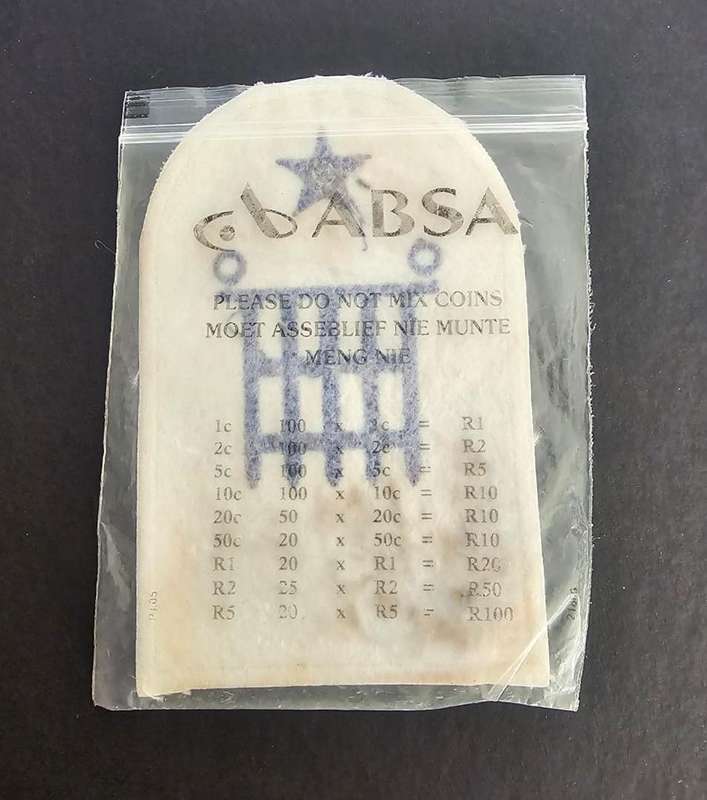 ABSA
PLEASE DO NOT MIX COINS
MOET ASSEBLIEF NIE MUNTE
MENG NIE
1c 100 x 1c = R1
2c 100 x 2c = R2
5c 100 x 5c = R5
10c 100 x 10c = R10
20c 50 x 20c = R10
50c 20 x 50c = R10
R1 20 x R1 = R20
R2 25 x R2 = R50
R5 20 x R5 = R100